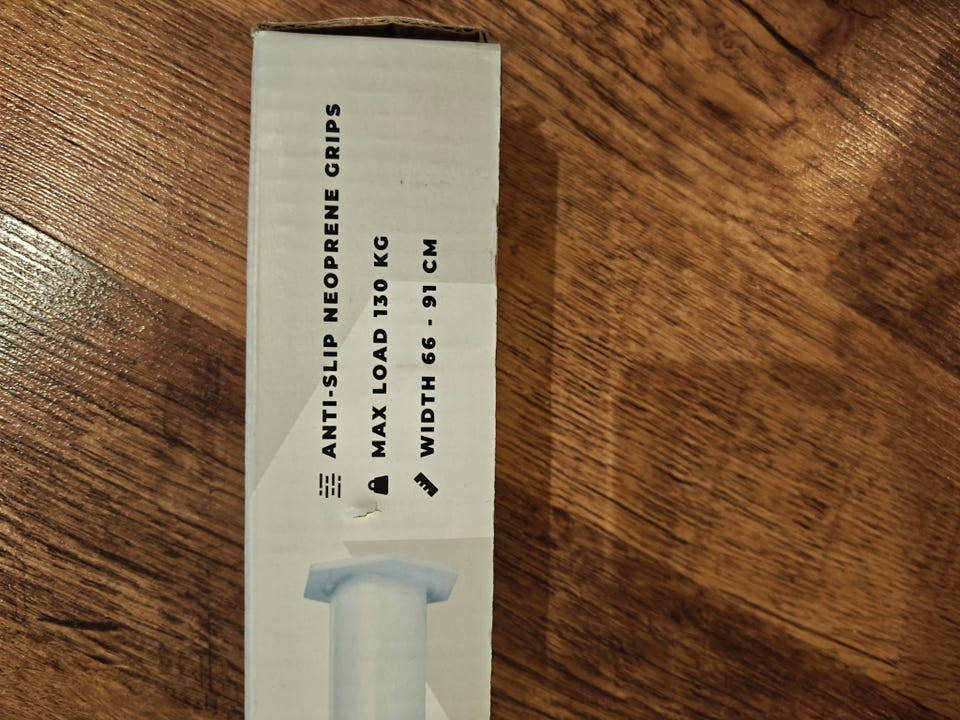 ANTI-SLIP NEOPRENE GRIPS
MAX LOAD 130 KG
WIDTH 66 - 91 CM